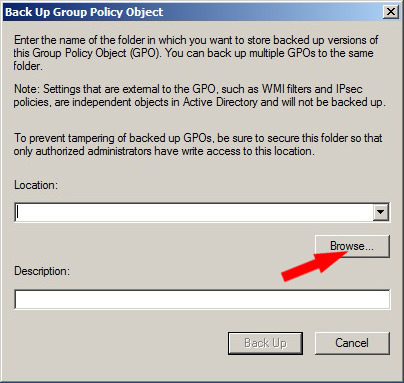 Back Up Group Policy Object
Enter the name of the folder in which you want to store backed up versions of
this Group Policy Object (GPO). You can back up multiple GPOs to the same
folder.
Note: Settings that are external to the GPO, such as WMI filters and IPsec
policies, are independent objects in Active Directory and will not be backed up.
To prevent tampering of backed up GPOs, be sure to secure this folder so that
only authorized administrators have write access to this location.
Location:
Browse...
Description:
Back Up
Cancel